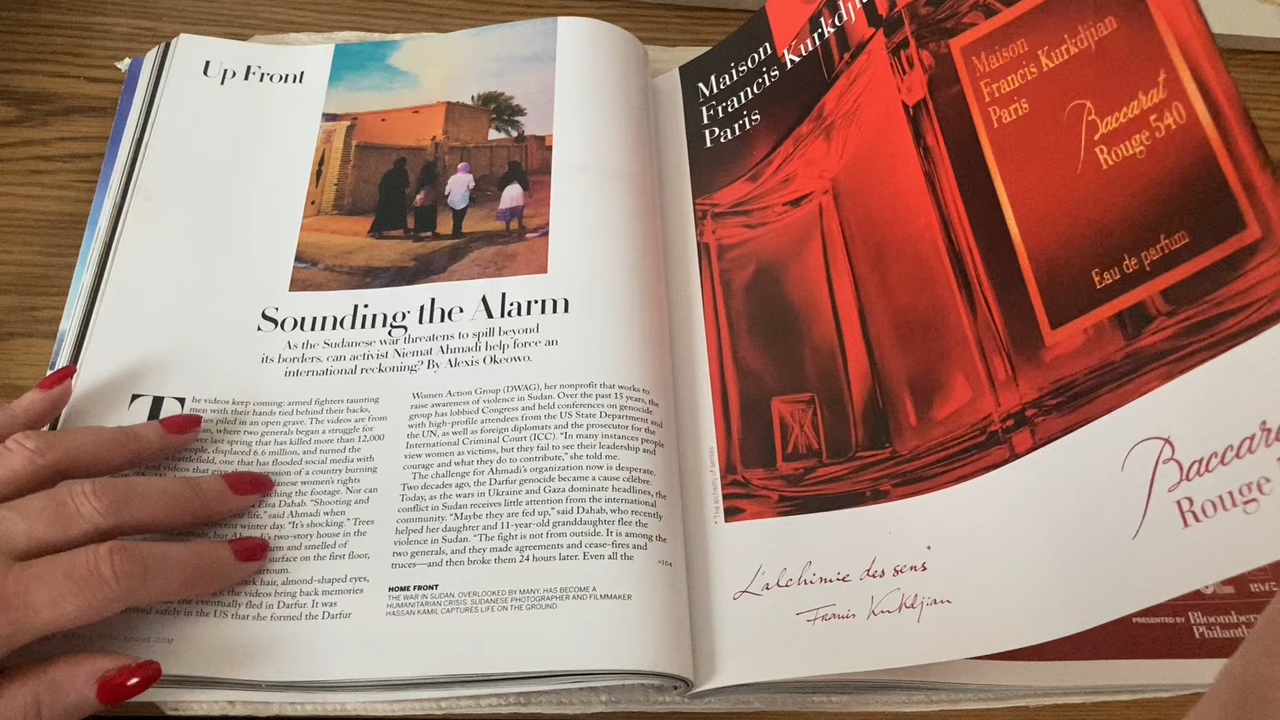 Up Front
Sounding the Alarm
As the Sudanese war threatens to spill beyond
its borders, can activist Niemat Ahmadi help force an
international reckoning? By Alexis Okeowo.
The videos keep coming: armed fighters taunting
men with their hands tied behind their backs,
piled in an open grave. The videos are from
where two generals began a struggle for
last spring that has killed more than 12,000
displaced 6.6 million, and turned the
battlefield, one that has flooded social media with
videos that give of a country burning
women's rights
the footage. Nor can
Eisa Dahab. "Shooting and
life," said Ahmadi when
winter day. "It's shocking." Trees
but two-story house in the
and smelled of
surface on the first floor,
hair, almond-shaped eyes,
the videos bring back memories
eventually fled in Darfur. It was
safely in the US that she formed the Darfur
Women Action Group (DWAG), her nonprofit that works to
raise awareness of violence in Sudan. Over the past 15 years, the
group has lobbied Congress and held conferences on genocide
with high-profile attendees from the US State Department and
the UN, as well as foreign diplomats and the prosecutor for the
International Criminal Court (ICC). "In many instances people
view women as victims, but they fail to see their leadership and
courage and what they do to contribute," she told me.
The challenge for Ahmadi's organization now is desperate.
Two decades ago, the Darfur genocide became a cause célèbre.
Today, as the wars in Ukraine and Gaza dominate headlines, the
conflict in Sudan receives little attention from the international
community. "Maybe they are fed up," said Dahab, who recently
helped her daughter and 11-year-old granddaughter flee the
violence in Sudan. "The fight is not from outside. It is among the
two generals, and they made agreements and cease-fires and
truces—and then broke them 24 hours later. Even all the
>104
HOME FRONT
THE WAR IN SUDAN, OVERLOOKED BY MANY, HAS BECOME A
HUMANITARIAN CRISIS. SUDANESE PHOTOGRAPHER AND FILMMAKER
HASSAN KAMIL CAPTURES LIFE ON THE GROUND.
Maison
Francis Kurkdji
Paris
Maison
Francis Kurkdjian
Paris
Baccarat
Rouge 540
Eau de parfum
* The alchemy of senses
L'alchimie des sens*
Francis Kurkdjian
Baccar
Rouge
PRESENTED BY Bloomber
Philanth